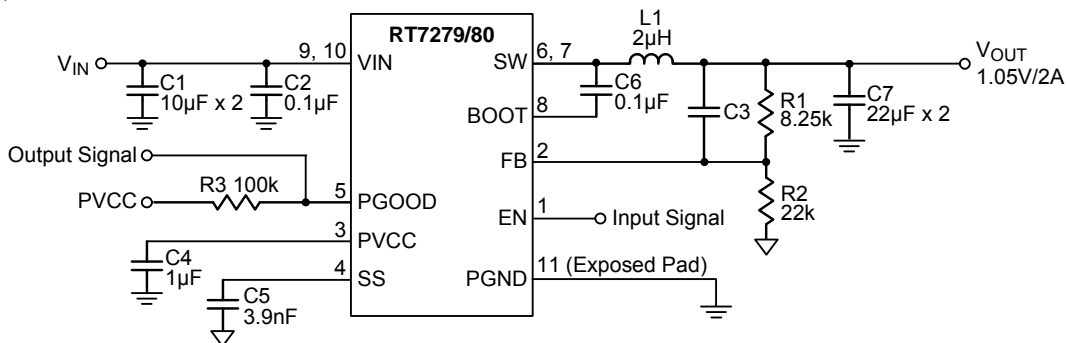 RT7279/80
VIN
9, 10
VIN
C1
10μF x 2
C2
0.1μF
SW
6, 7
L1
2μH
C6
0.1μF
BOOT
8
C3
R1
8.25k
C7
22μF x 2
VOUT
1.05V/2A
Output Signal
FB
2
PVCC
R3 100k
5
PGOOD
R2
22k
EN
1
Input Signal
3
PVCC
C4
1μF
4
SS
C5
3.9nF
PGND
11 (Exposed Pad)